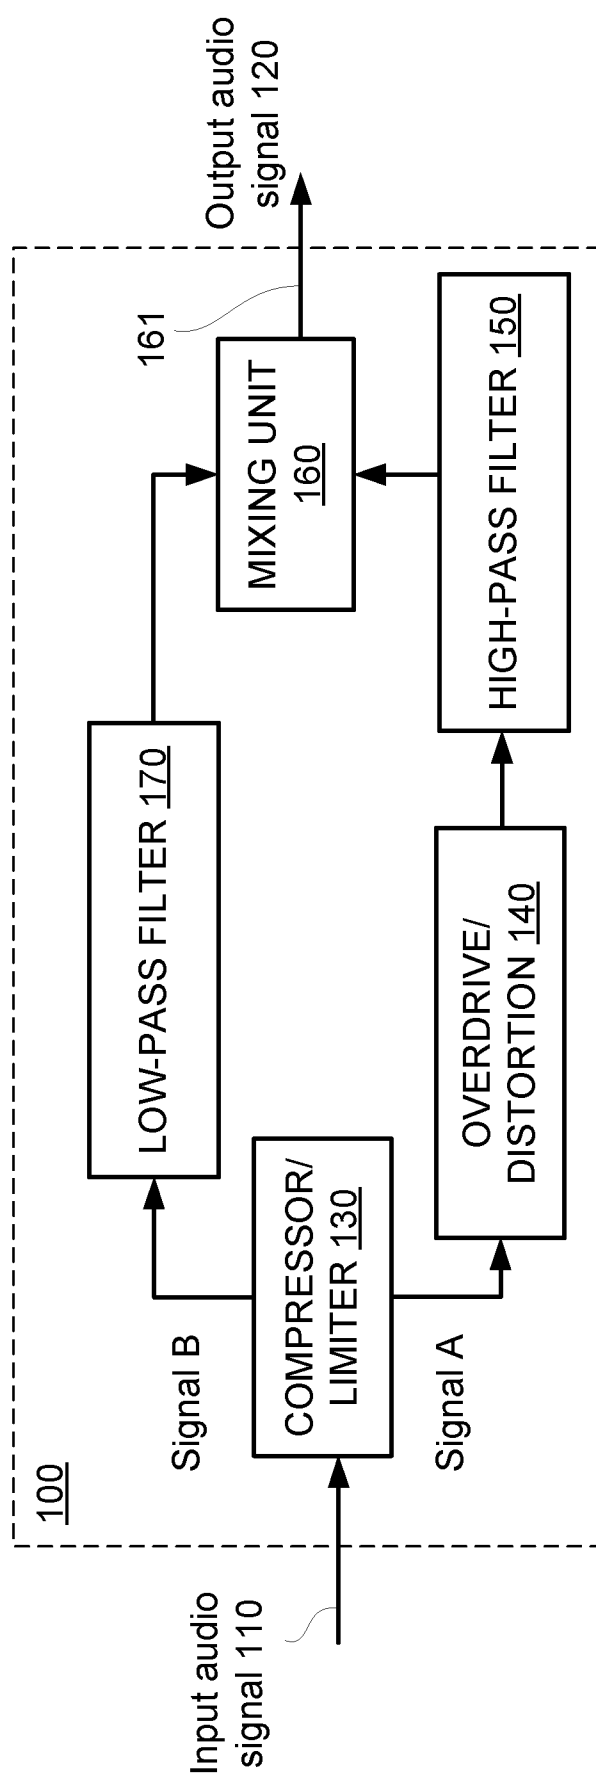 100
Input audio
signal 110
Signal B
Signal A
COMPRESSOR/
LIMITER 130
LOW-PASS FILTER 170
OVERDRIVE/
DISTORTION 140
HIGH-PASS FILTER 150
MIXING UNIT
160
161
Output audio
signal 120